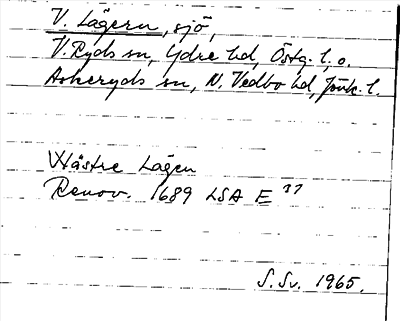 V. Lägern, sjö,
V. Ryds sn, Ydre hd, Östg. l. o.
Askeryds sn, N. Vedbo hd, Jönk. l.
Wästre Lägen
Renov. 1689 LSA E 37
S. Sv. 1965.